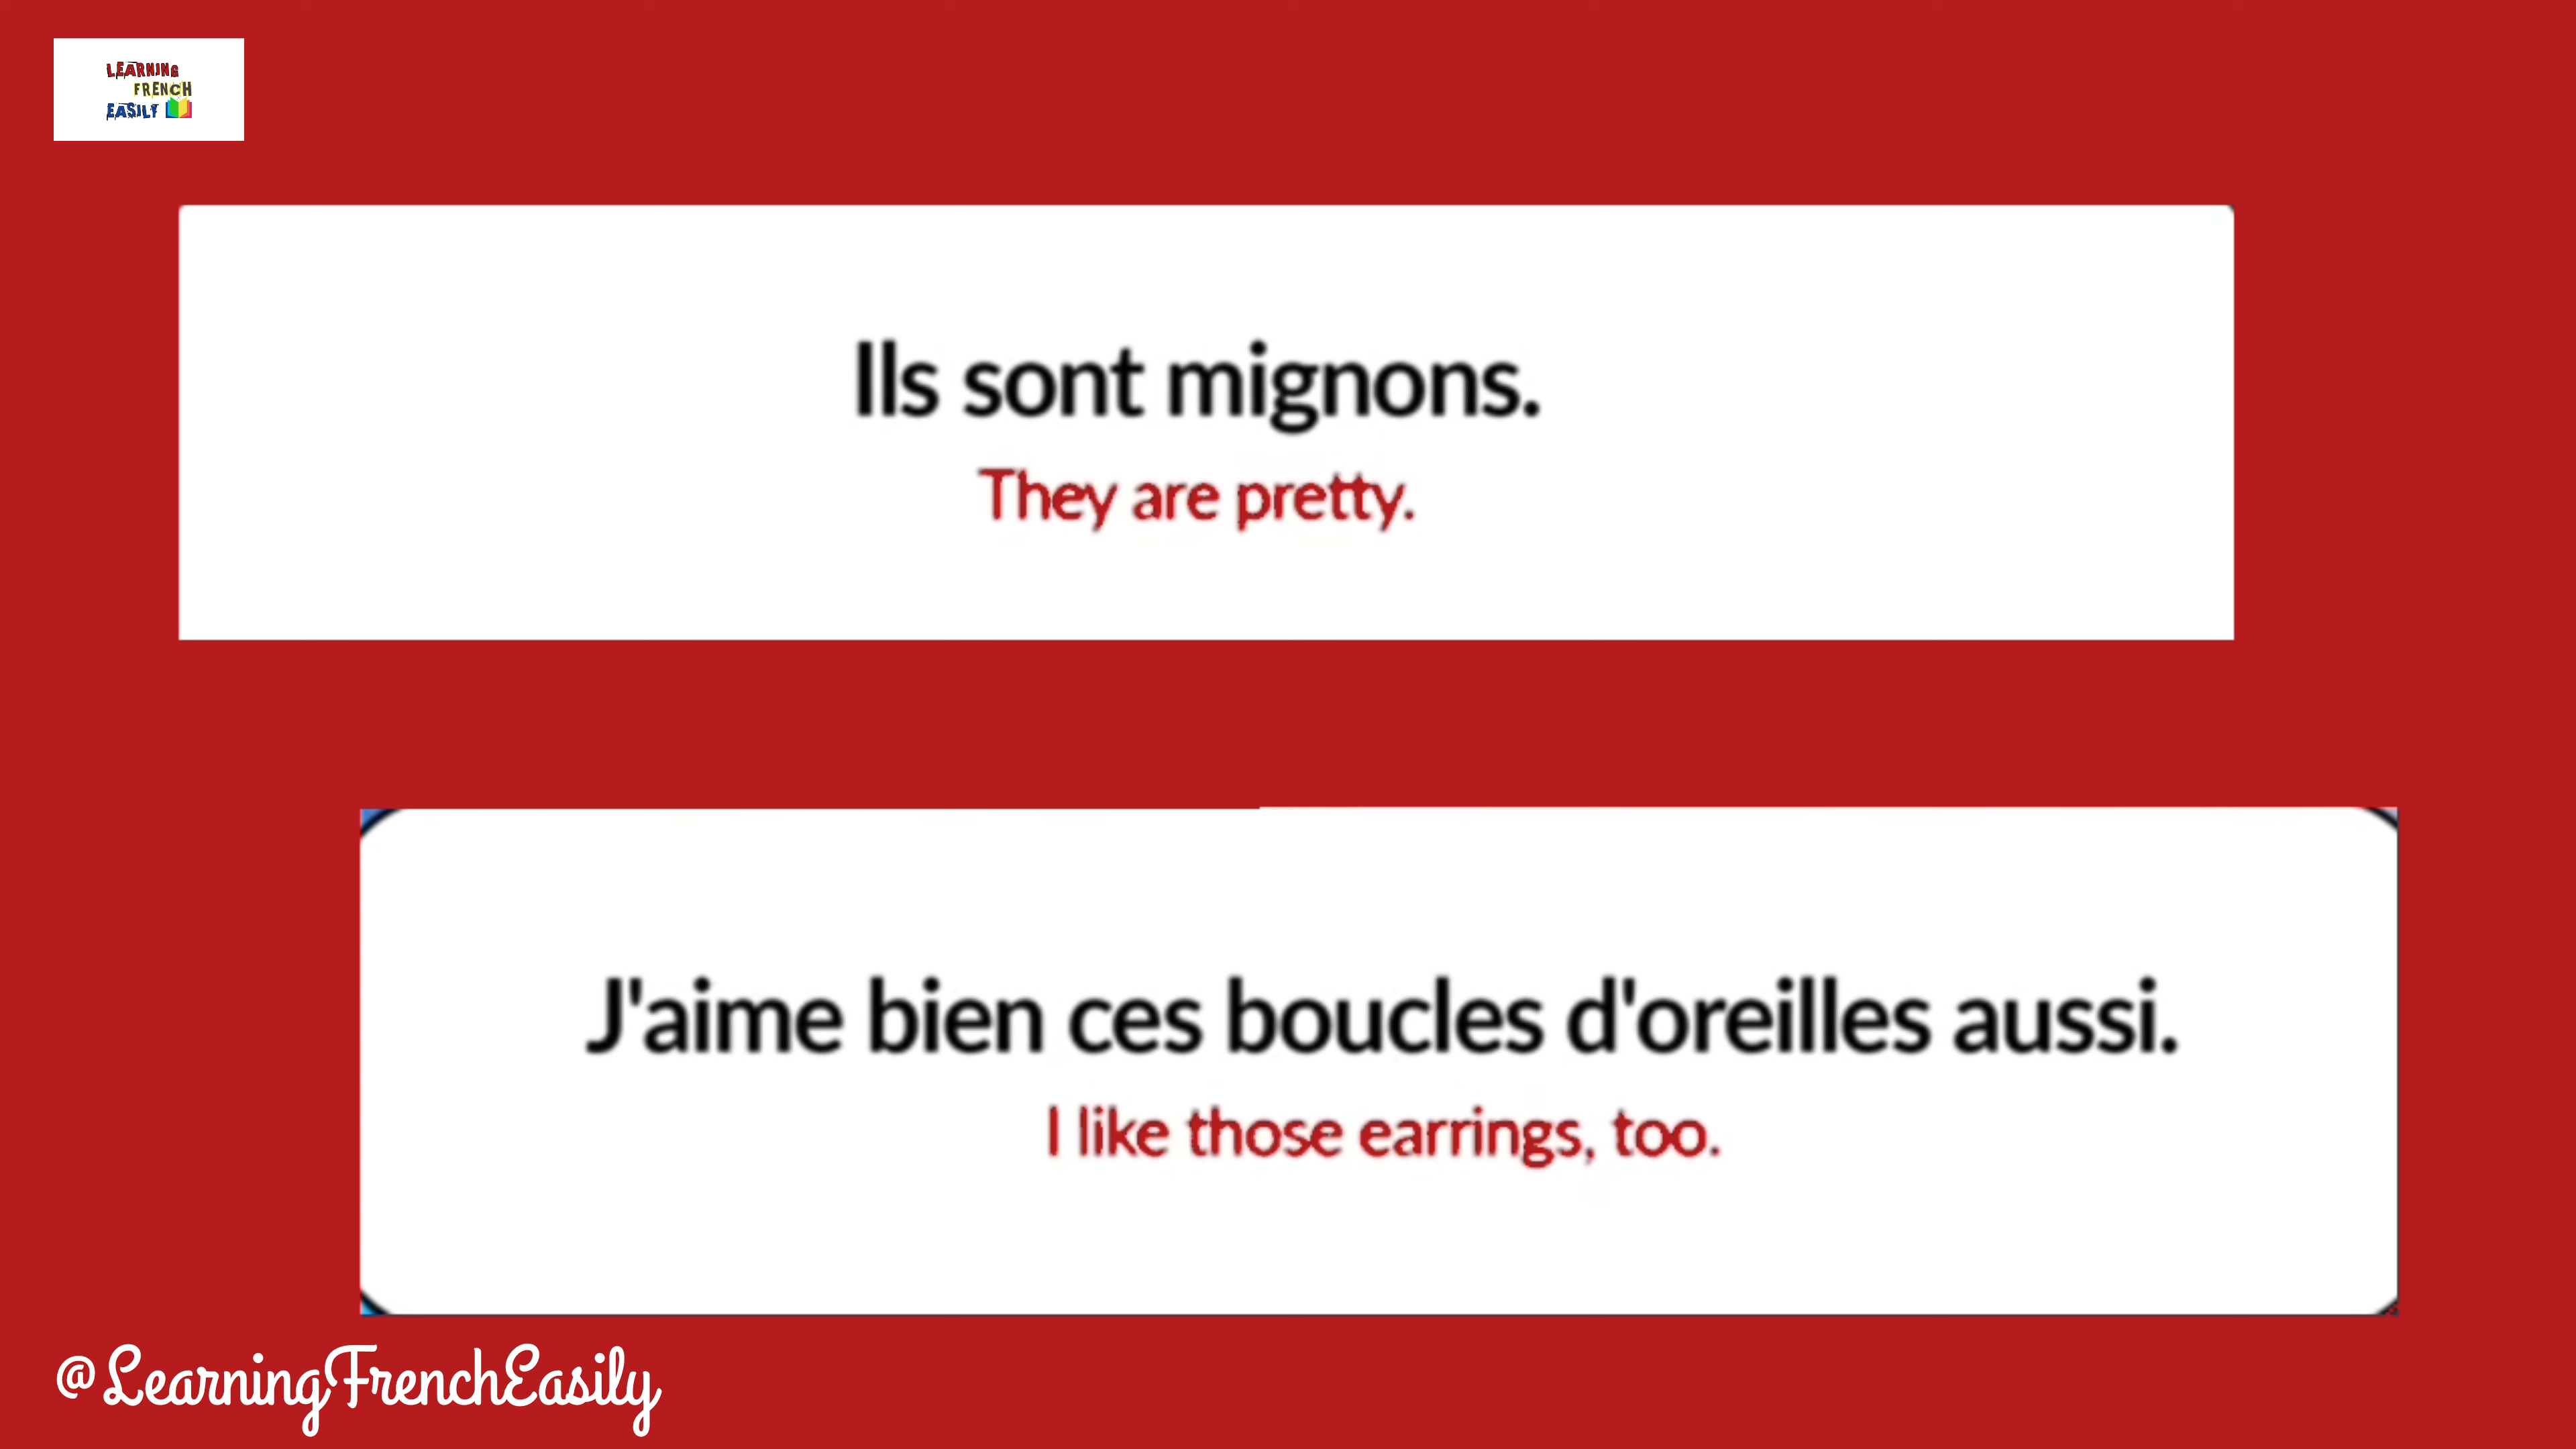 LEARNING
FRENCH
EASILY
Ils sont mignons.
They are pretty.
J'aime bien ces boucles d'oreilles aussi.
I like those earrings, too.
@LearningFrenchEasily